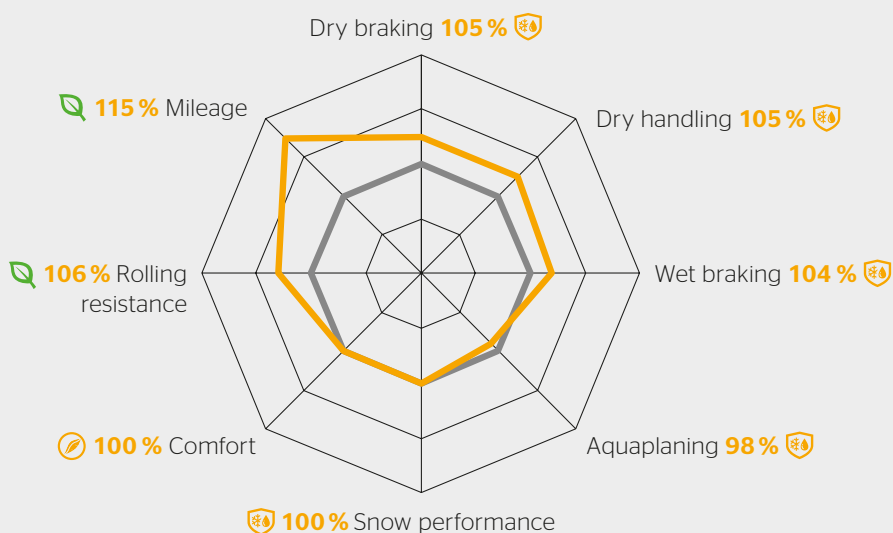 Dry braking 105 %
115 % Mileage
Dry handling 105 %
106 % Rolling
resistance
Wet braking 104 %
100 % Comfort
Aquaplaning 98 %
100 % Snow performance